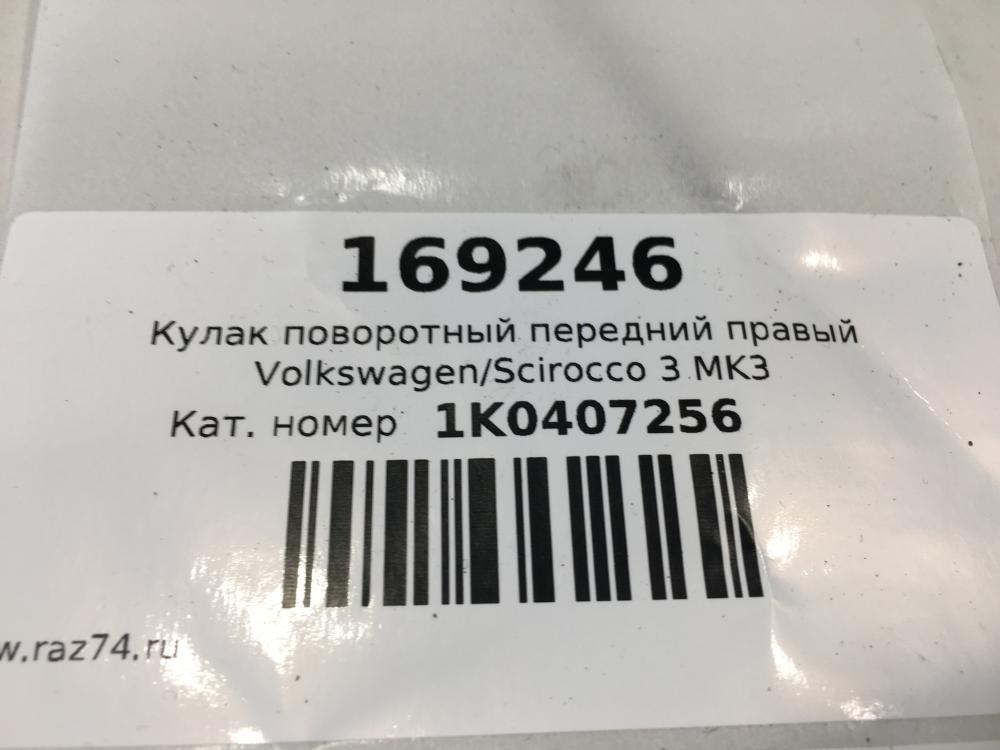 169246
Кулак поворотный передний правый
Volkswagen/Scirocco 3 MK3
Кат. номер 1K0407256
w.raz74.ru